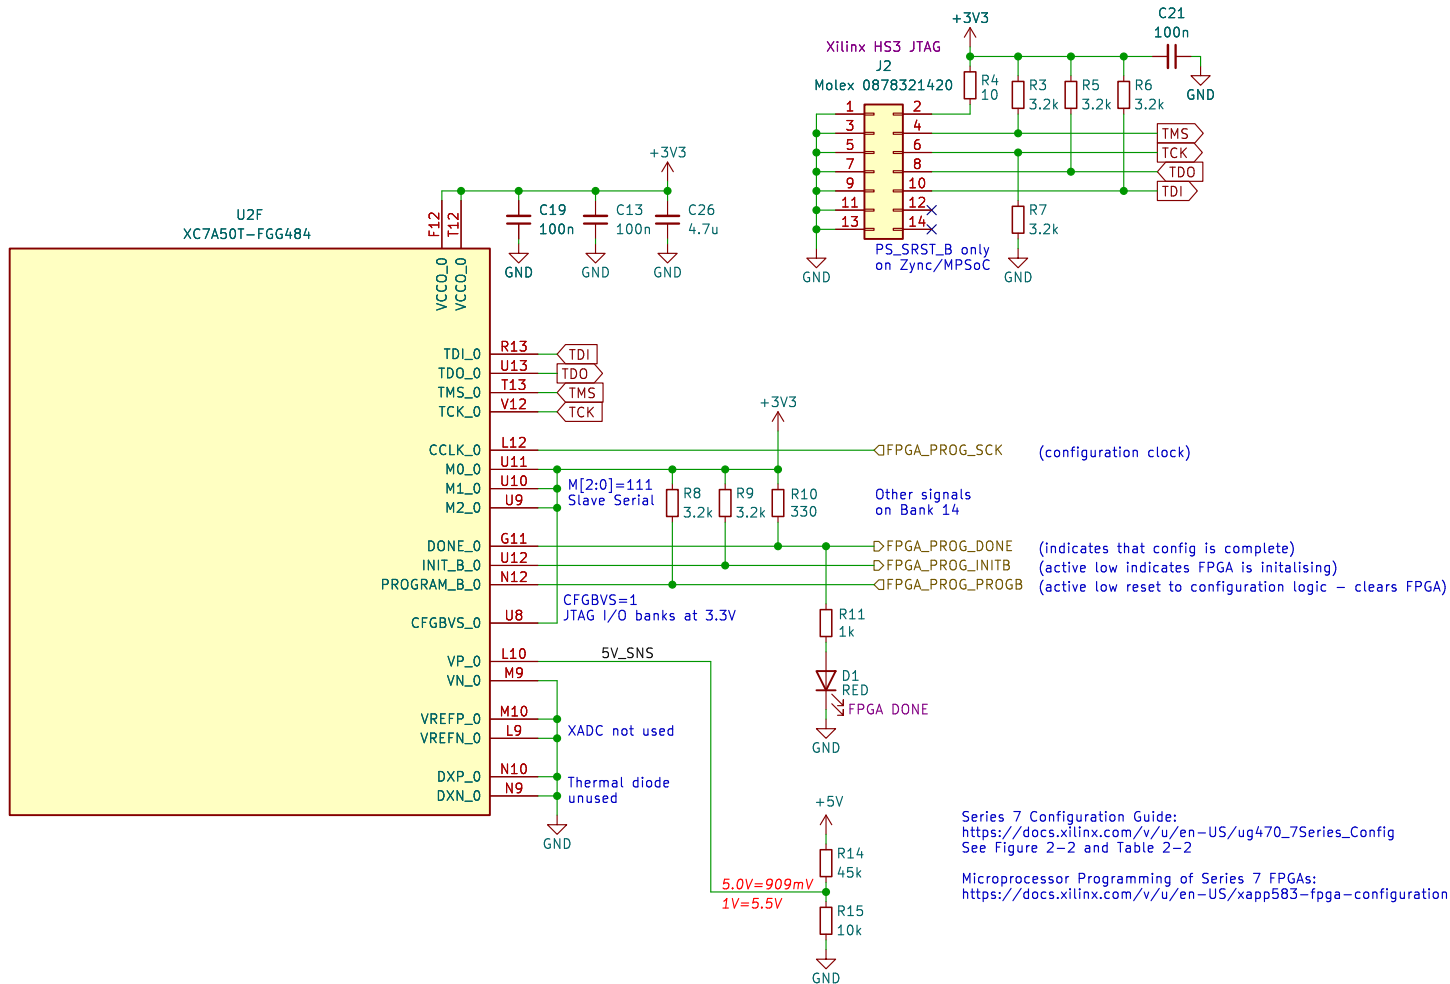 +3V3
C21
100n
GND
Xilinx HS3 JTAG
J2
Molex 0878321420
R4
10
R3
3.2k
R5
3.2k
R6
3.2k
1 2
3 4
5 6
7 8
9 10
11 12
13 14
TMS
TCK
TDO
TDI
R7
3.2k
GND
GND
PS_SRST_B only
on Zync/MPSoC
+3V3
C19
100n
C13
100n
C26
4.7u
GND
GND
GND
U2F
XC7A50T-FGG484
F12
T12
VCCO_0
VCCO_0
TDI_0 R13 TDI
TDO_0 U13 TDO
TMS_0 T13 TMS
TCK_0 V12 TCK
+3V3
CCLK_0 L12 FPGA_PROG_SCK (configuration clock)
M0_0 U11
M1_0 U10
M2_0 U9
M[2:0]=111
Slave Serial
R8
3.2k
R9
3.2k
R10
330
Other signals
on Bank 14
DONE_0 G11 FPGA_PROG_DONE (indicates that config is complete)
INIT_B_0 U12 FPGA_PROG_INITB (active low indicates FPGA is initalising)
PROGRAM_B_0 N12 FPGA_PROG_PROGB (active low reset to configuration logic - clears FPGA)
CFGBVS=1
JTAG I/O banks at 3.3V
CFGBVS_0 U8
R11
1k
VP_0 L10 5V_SNS
VN_0 M9
D1
RED
FPGA DONE
GND
VREFP_0 M10
VREFN_0 L9
XADC not used
DXP_0 N10
DXN_0 N9
Thermal diode
unused
GND
+5V
R14
45k
5.0V=909mV
1V=5.5V
R15
10k
GND
Series 7 Configuration Guide:
https://docs.xilinx.com/v/u/en-US/ug470_7Series_Config
See Figure 2-2 and Table 2-2
Microprocessor Programming of Series 7 FPGAs:
https://docs.xilinx.com/v/u/en-US/xapp583-fpga-configuration